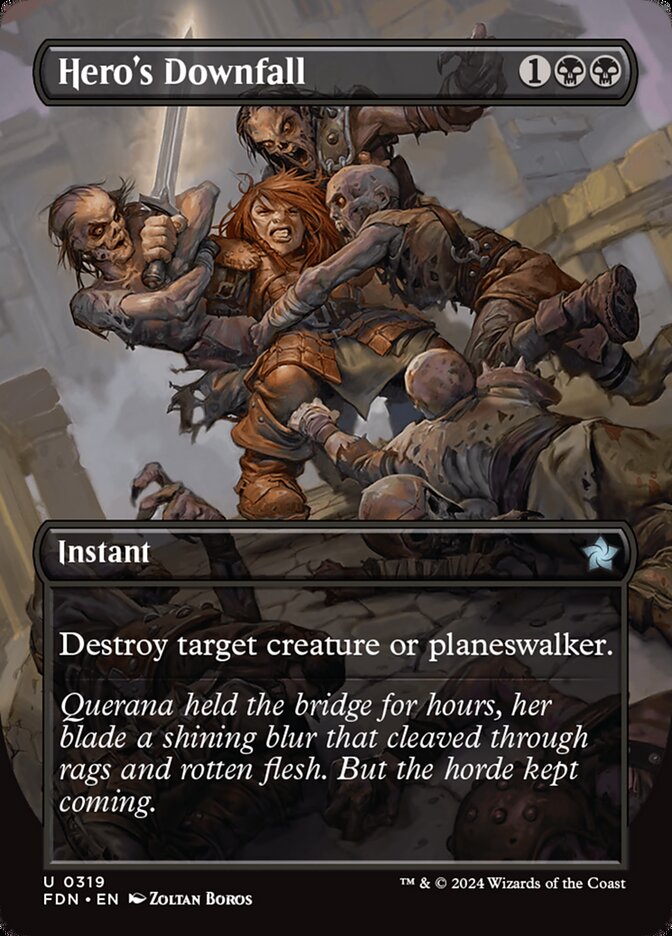 Hero's Downfall
1
Instant
Destroy target creature or planeswalker.
Querana held the bridge for hours, her
blade a shining blur that cleaved through
rags and rotten flesh. But the horde kept
coming.
U 0319
FDN • EN Zoltan Boros
™ & © 2024 Wizards of the Coast